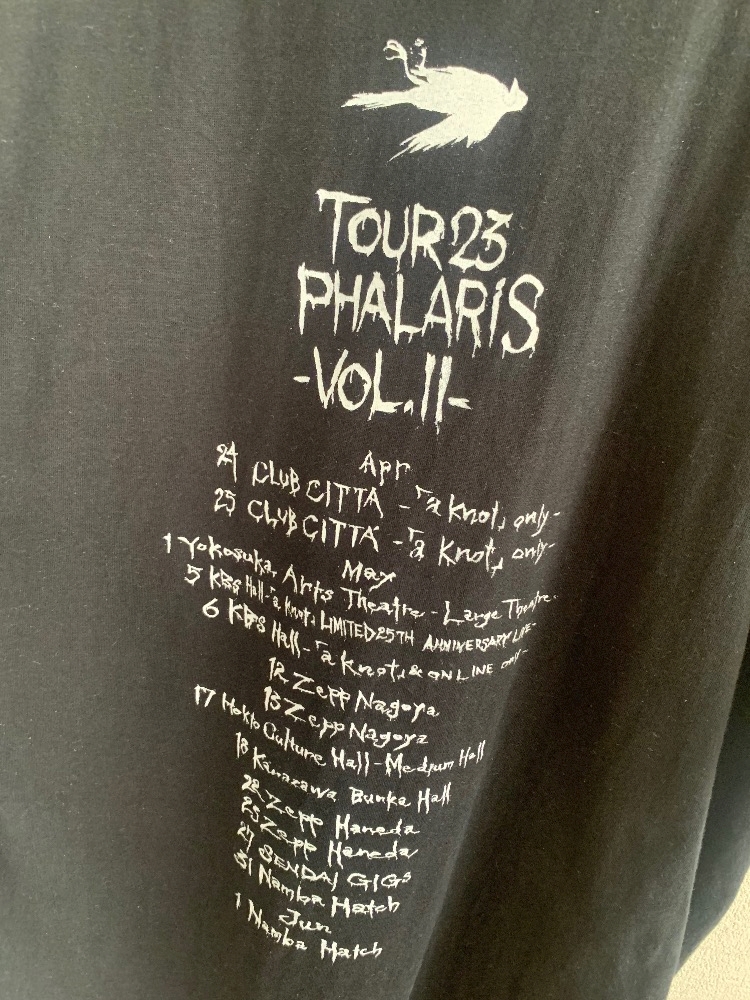 TOUR23
PHALARiS
-VOL.II-
Apr
24 CLUB CITTA' -「a knot」 only-
25 CLUB CITTA' -「a knot」 only-
May
1 Yokosuka Arts Theatre - Large Theatre-
5 KBS Hall -「a knot」 LIMITED 25TH ANNIVERSARY LIVE-
6 KBS Hall -「a knot」 & ONLINE only-
12 Zepp Nagoya
13 Zepp Nagoya
17 Hokto Culture Hall - Medium Hall
18 Kanazawa Bunka Hall
22 Zepp Haneda
23 Zepp Haneda
27 SENDAI GIGS
31 Namba Hatch
Jun
1 Namba Hatch